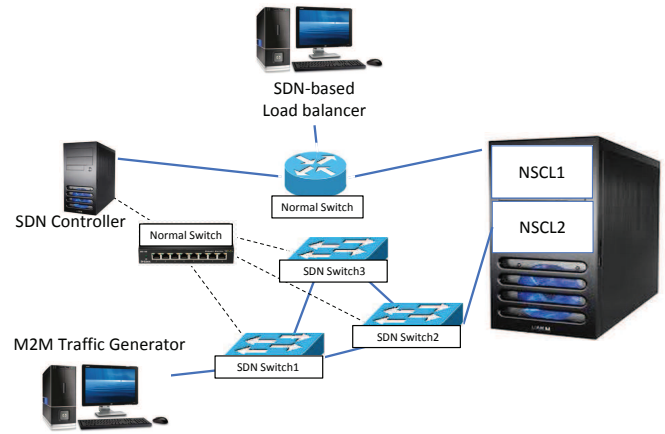 SDN-based
Load balancer
NSCL1
Normal Switch
SDN Controller
NSCL2
Normal Switch
SDN Switch3
SDN Switch2
M2M Traffic Generator
SDN Switch1